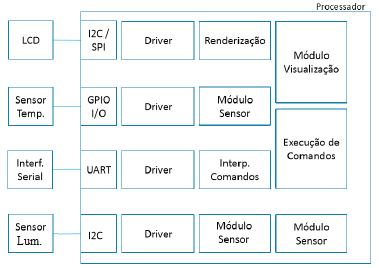 Processador
LCD
I2C /
SPI
Driver
Renderização
Módulo
Visualização
Sensor
Temp.
GPIO
I/O
Driver
Módulo
Sensor
Execução de
Comandos
Interf.
Serial
UART
Driver
Interp.
Comandos
Sensor
Lum.
I2C
Driver
Módulo
Sensor
Módulo
Sensor